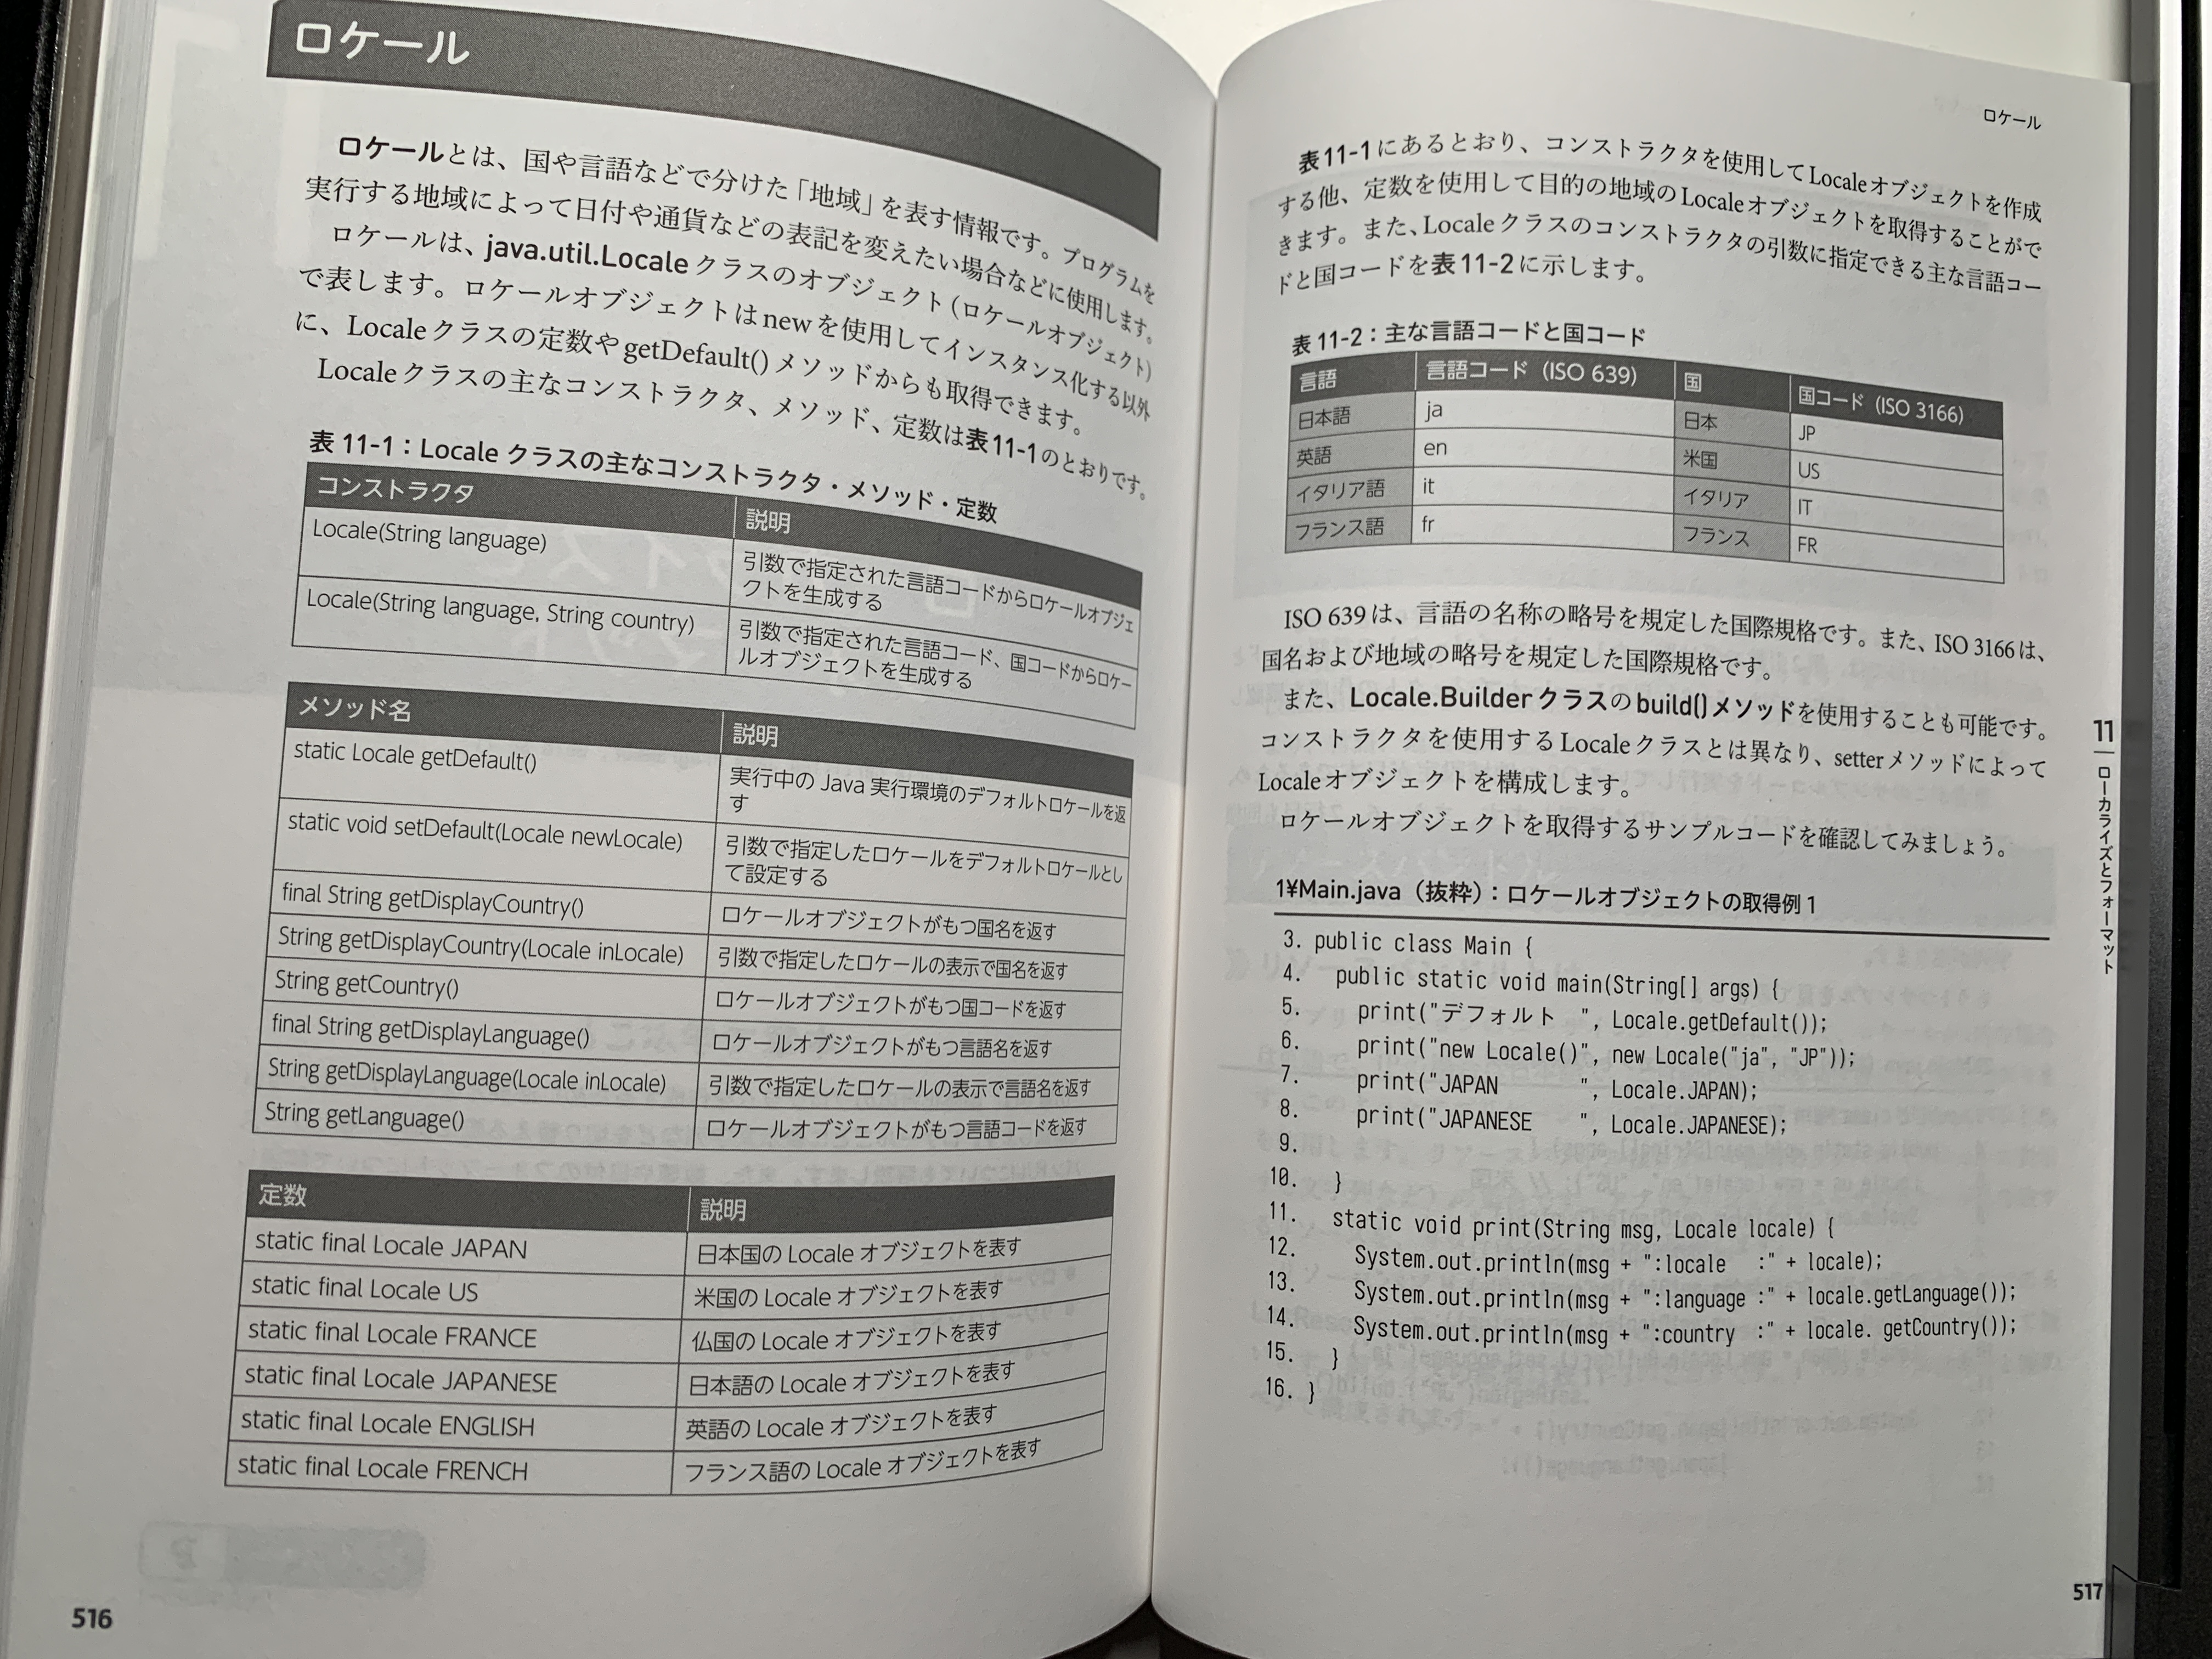 ロケール
ロケールとは、国や言語などで分けた「地域」を表す情報です。プログラムを
実行する地域によって日付や通貨などの表記を変えたい場合などに使用します。
ロケールは、java.util.Locale クラスのオブジェクト(ロケールオブジェクト)
で表します。ロケールオブジェクトは new を使用してインスタンス化する以外
に、Locale クラスの定数や getDefault() メソッドからも取得できます。
Locale クラスの主なコンストラクタ、メソッド、定数は表11-1のとおりです。
表 11-1：Locale クラスの主なコンストラクタ・メソッド・定数
コンストラクタ 説明
Locale(String language) 引数で指定された言語コードからロケールオブジェ
クトを生成する
Locale(String language, String country) 引数で指定された言語コード、国コードからロケー
ルオブジェクトを生成する
メソッド名 説明
static Locale getDefault() 実行中の Java 実行環境のデフォルトロケールを返
す
static void setDefault(Locale newLocale) 引数で指定したロケールをデフォルトロケールとし
て設定する
final String getDisplayCountry() ロケールオブジェクトがもつ国名を返す
String getDisplayCountry(Locale inLocale) 引数で指定したロケールの表示で国名を返す
String getCountry() ロケールオブジェクトがもつ国コードを返す
final String getDisplayLanguage() ロケールオブジェクトがもつ言語名を返す
String getDisplayLanguage(Locale inLocale) 引数で指定したロケールの表示で言語名を返す
String getLanguage() ロケールオブジェクトがもつ言語コードを返す
定数 説明
static final Locale JAPAN 日本国の Locale オブジェクトを表す
static final Locale US 米国の Locale オブジェクトを表す
static final Locale FRANCE 仏国の Locale オブジェクトを表す
static final Locale JAPANESE 日本語の Locale オブジェクトを表す
static final Locale ENGLISH 英語の Locale オブジェクトを表す
static final Locale FRENCH フランス語の Locale オブジェクトを表す
516
ロケール
表11-1にあるとおり、コンストラクタを使用して Locale オブジェクトを作成
する他、定数を使用して目的の地域の Locale オブジェクトを取得することがで
きます。また、Locale クラスのコンストラクタの引数に指定できる主な言語コー
ドと国コードを表11-2に示します。
表 11-2：主な言語コードと国コード
言語 言語コード（ISO 639） 国 国コード（ISO 3166）
日本語 ja 日本 JP
英語 en 米国 US
イタリア語 it イタリア IT
フランス語 fr フランス FR
ISO 639は、言語の名称の略号を規定した国際規格です。また、ISO 3166は、
国名および地域の略号を規定した国際規格です。
また、Locale.Builder クラスの build() メソッドを使用することも可能です。
コンストラクタを使用する Locale クラスとは異なり、setter メソッドによって
Locale オブジェクトを構成します。
ロケールオブジェクトを取得するサンプルコードを確認してみましょう。
1¥Main.java（抜粋）：ロケールオブジェクトの取得例 1
3. public class Main {
4.   public static void main(String[] args) {
5.     print("デフォルト  ", Locale.getDefault());
6.     print("new Locale()", new Locale("ja", "JP"));
7.     print("JAPAN       ", Locale.JAPAN);
8.     print("JAPANESE    ", Locale.JAPANESE);
9.
10.   }
11.   static void print(String msg, Locale locale) {
12.     System.out.println(msg + ":locale   :" + locale);
13.     System.out.println(msg + ":language :" + locale.getLanguage());
14.     System.out.println(msg + ":country  :" + locale. getCountry());
15.   }
16. }
11
ローカライズとフォーマット
517